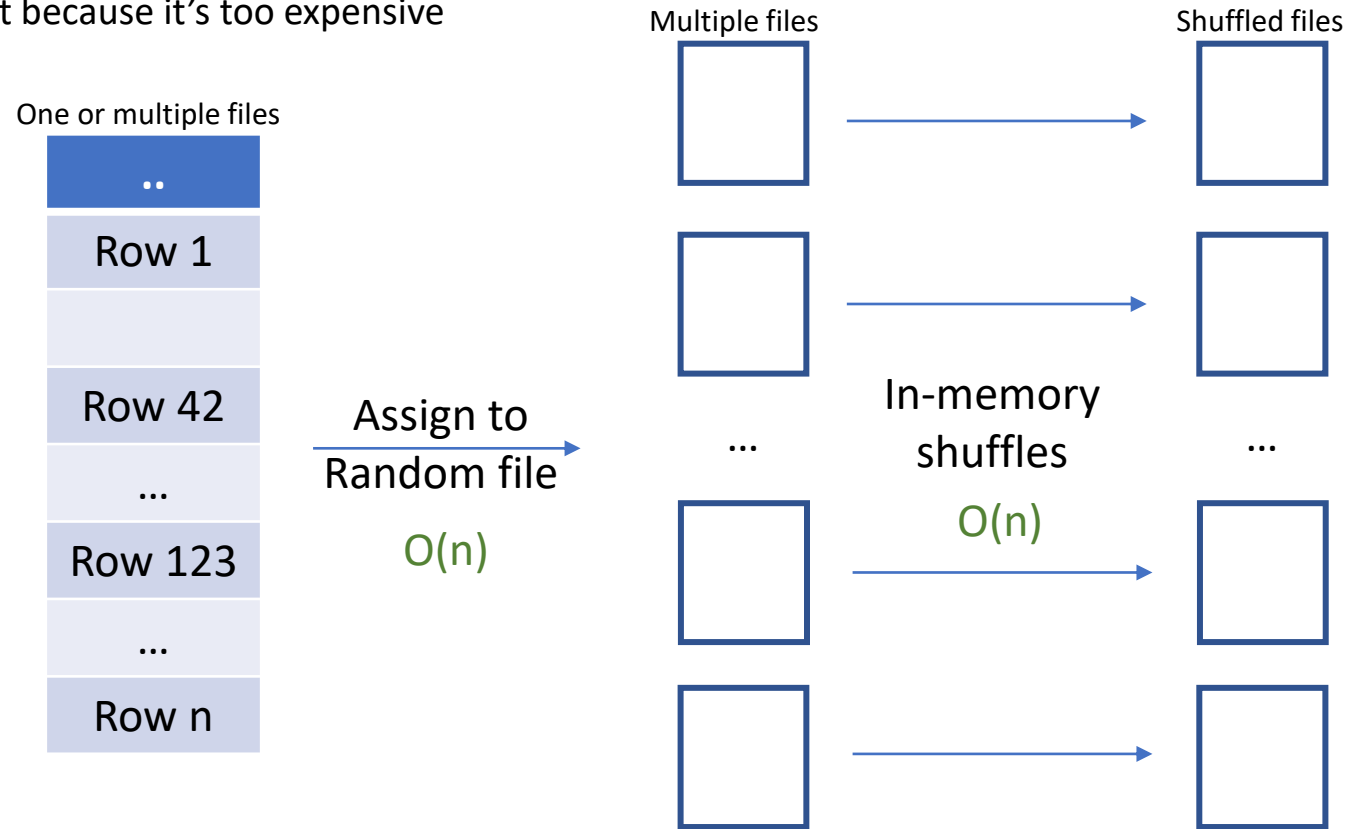 t because it's too expensive
One or multiple files
..
Row 1
Row 42
...
Row 123
...
Row n
Assign to
Random file
O(n)
Multiple files
...
In-memory
shuffles
O(n)
Shuffled files
...